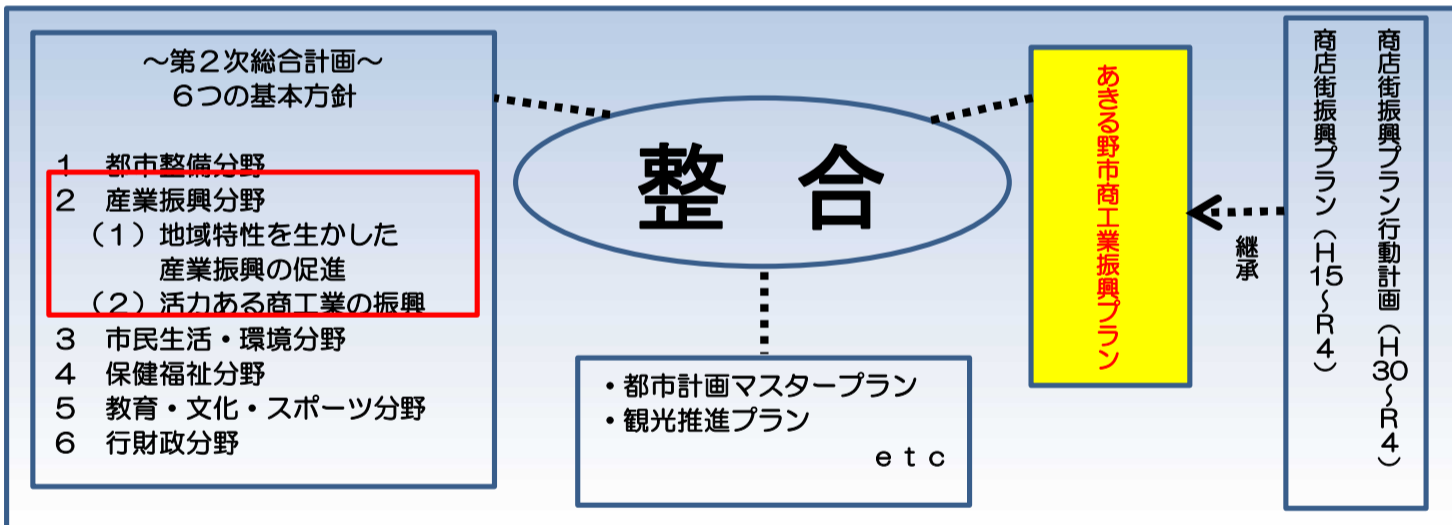 ～第２次総合計画～
６つの基本方針
１　都市整備分野
２　産業振興分野
（１）地域特性を生かした
産業振興の促進
（２）活力ある商工業の振興
３　市民生活・環境分野
４　保健福祉分野
５　教育・文化・スポーツ分野
６　行財政分野
整　合
・都市計画マスタープラン
・観光推進プラン
ｅｔｃ
あきる野市商工業振興プラン
継承
商店街振興プラン行動計画（H30～R４）
商店街振興プラン（H15～R４）